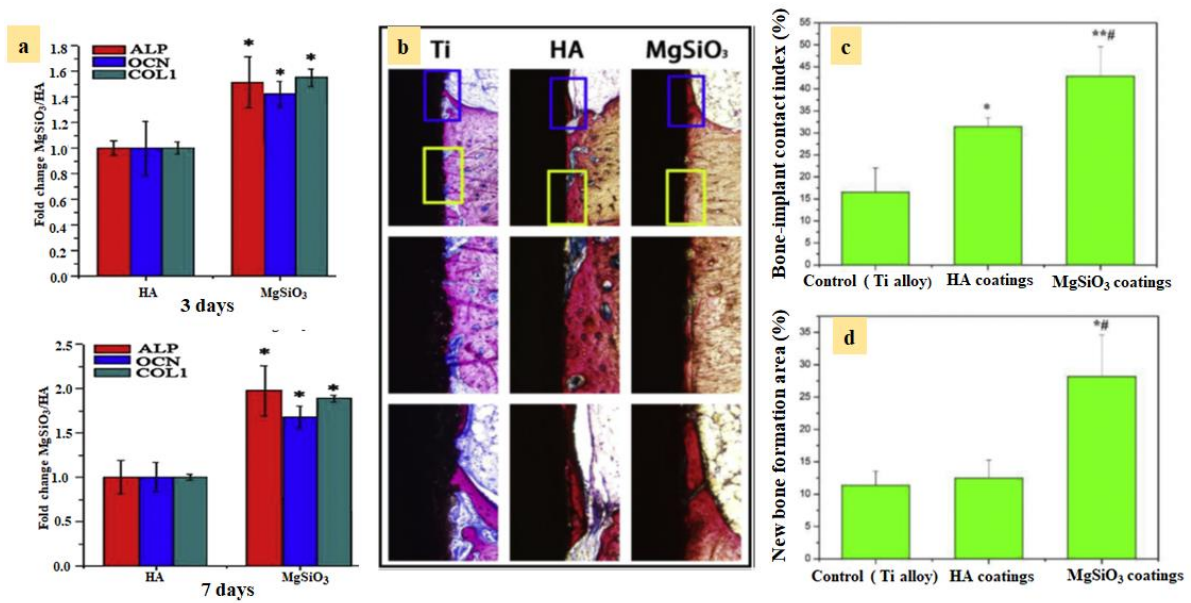 a
1.8
1.6
1.4
1.2
1.0
0.8
0.6
0.4
0.2
0.0
Fold change MgSiO₃/HA
ALP
OCN
COL1
*
*
*
HA
MgSiO₃
3 days
2.5
2.0
1.5
1.0
0.5
0.0
Fold change MgSiO₃/HA
ALP
OCN
COL1
*
*
*
HA
MgSiO₃
7 days
b
Ti HA MgSiO₃
c
55
50
45
40
35
30
25
20
15
10
5
0
Bone-implant contact index (%)
*
**#
Control ( Ti alloy) HA coatings MgSiO₃ coatings
d
35
30
25
20
15
10
5
0
New bone formation area (%)
*#
Control ( Ti alloy) HA coatings MgSiO₃ coatings